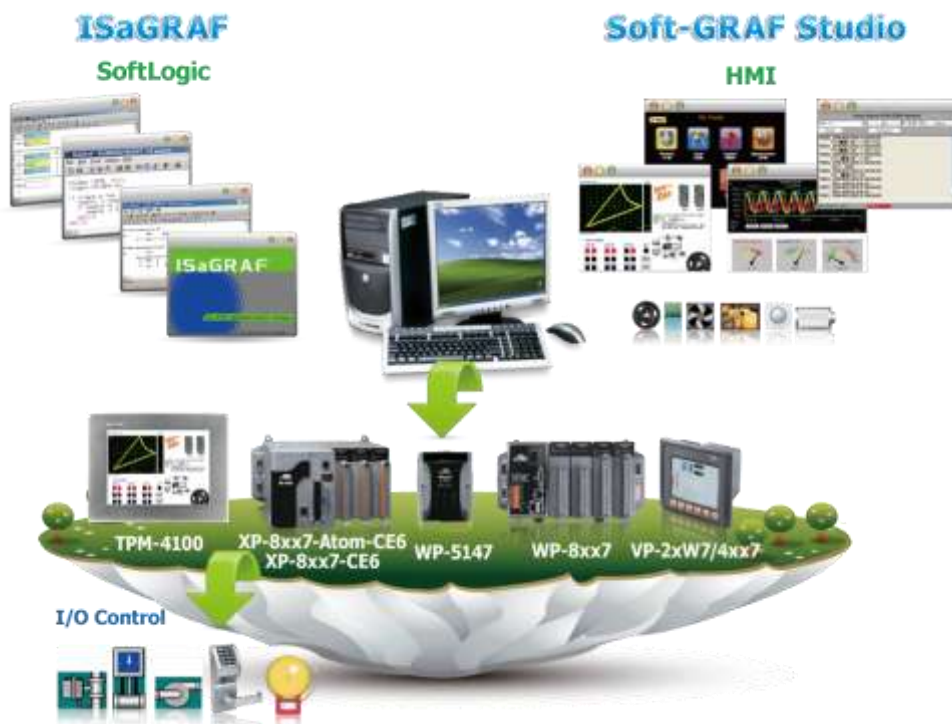 ISaGRAF
Soft-GRAF Studio
SoftLogic
HMI
ISaGRAF
TPM-4100
XP-8xx7-Atom-CE6
XP-8xx7-CE6
WP-5147
WP-8xx7
VP-2xW7/4xx7
I/O Control